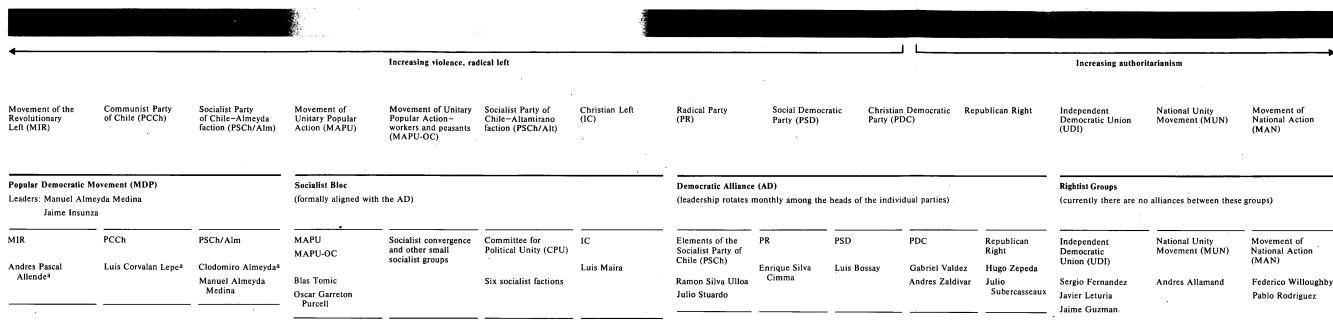 Increasing violence, radical left
Increasing authoritarianism
Movement of the
Revolutionary
Left (MIR)
Communist Party
of Chile (PCCh)
Socialist Party
of Chile–Almeyda
faction (PSCh/Alm)
Movement of
Unitary Popular
Action (MAPU)
Movement of Unitary
Popular Action–
workers and peasants
(MAPU-OC)
Socialist Party of
Chile-Altamirano
faction (PSCh/Alt)
Christian Left
(IC)
Radical Party
(PR)
Social Democratic
Party (PSD)
Christian Democratic
Party (PDC)
Republican Right
Independent
Democratic Union
(UDI)
National Unity
Movement (MUN)
Movement of
National Action
(MAN)
Popular Democratic Movement (MDP)
Leaders: Manuel Almeyda Medina
Jaime Insunza
Socialist Bloc
(formally aligned with the AD)
Democratic Alliance (AD)
(leadership rotates monthly among the heads of the individual parties)
Rightist Groups
(currently there are no alliances between these groups)
MIR
Andres Pascal
Allendeª
PCCh
Luis Corvalan Lepeª
PSCh/Alm
Clodomiro Almeydaª
Manuel Almeyda
Medina
MAPU
MAPU-OC
Blas Tomic
Oscar Garreton
Purcell
Socialist convergence
and other small
socialist groups
Committee for
Political Unity (CPU)
Six socialist factions
IC
Luis Maira
Elements of the
Socialist Party of
Chile (PSCh)
Ramon Silva Ulloa
Julio Stuardo
PR
Enrique Silva
Cimma
PSD
Luis Bossay
PDC
Gabriel Valdez
Andres Zaldivar
Republican
Right
Hugo Zepeda
Julio
Subercasseaux
Independent
Democratic
Union (UDI)
Sergio Fernandez
Javier Leturia
Jaime Guzman
National Unity
Movement (MUN)
Andres Allamand
Movement of
National Action
(MAN)
Federico Willoughby
Pablo Rodriguez